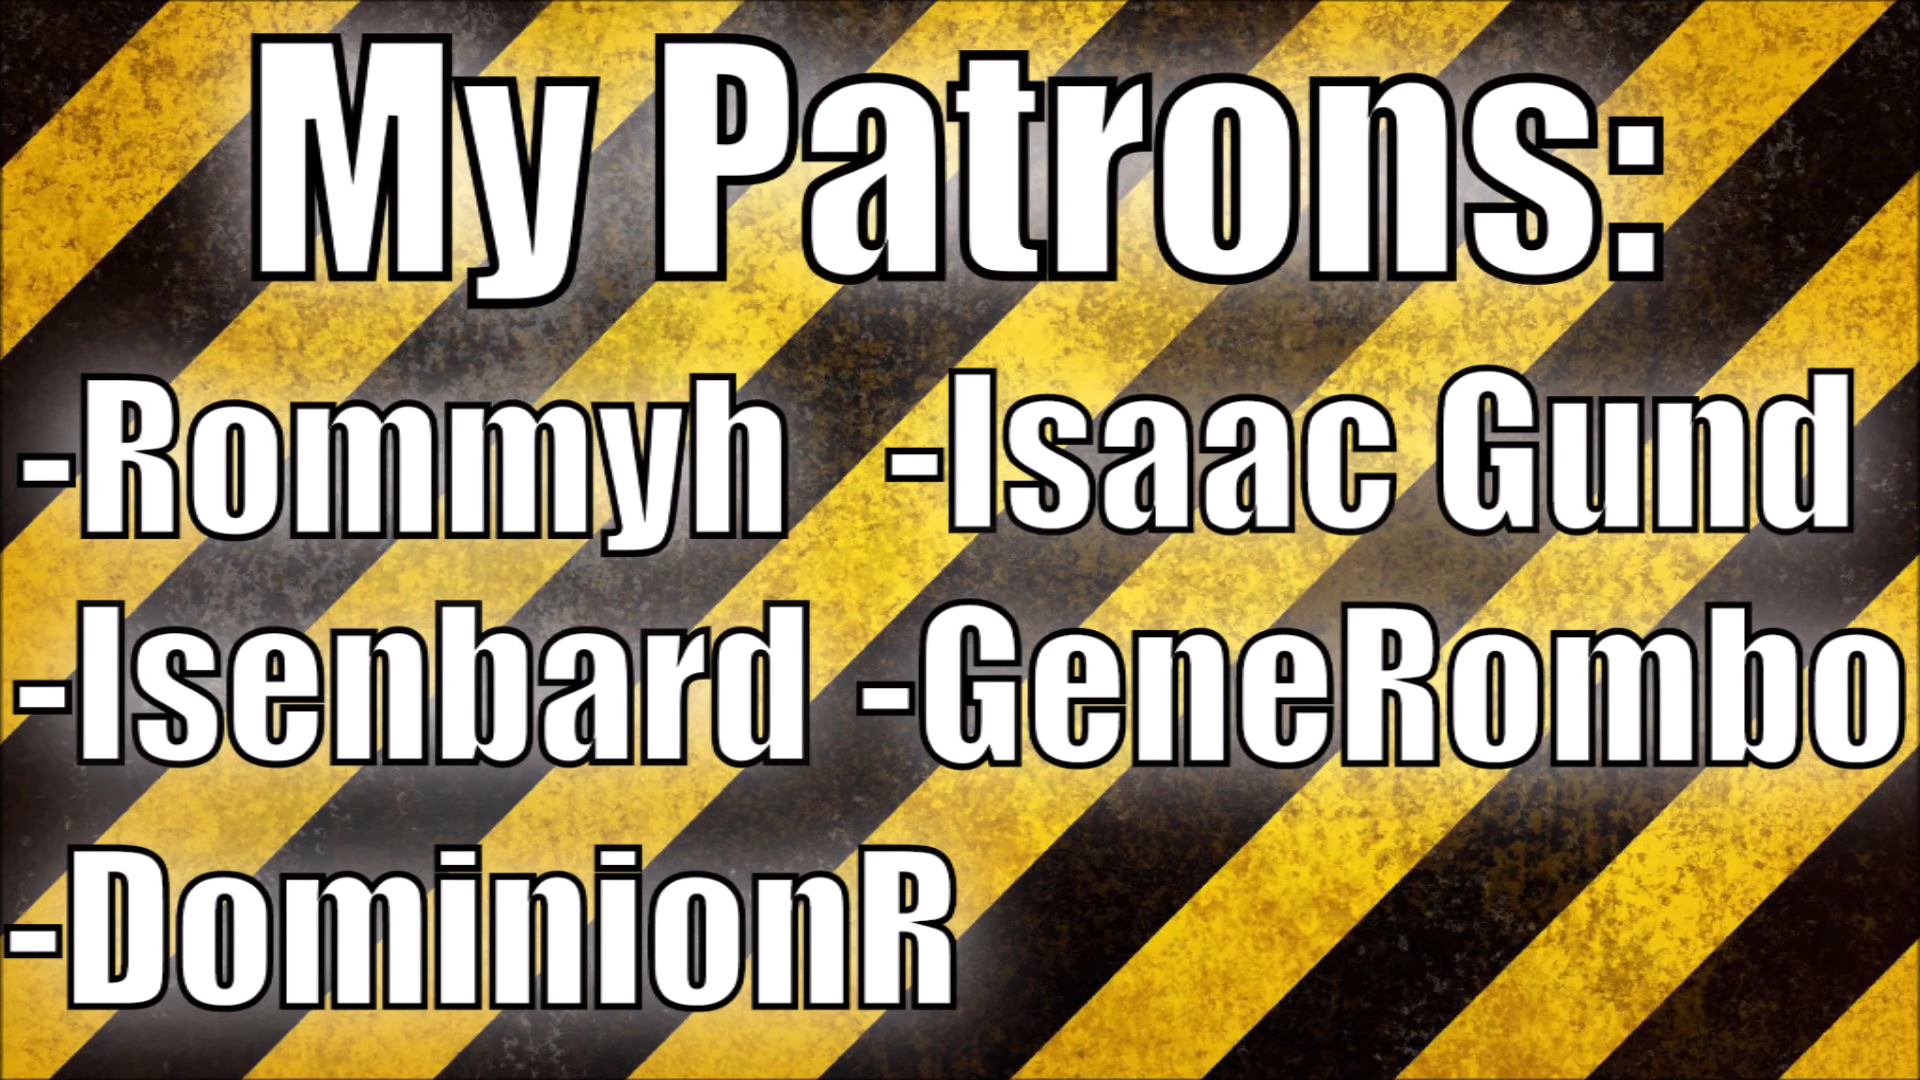 My Patrons:
-Rommyh
-Isaac Gund
-Isenbard
-GeneRombo
-DominionR